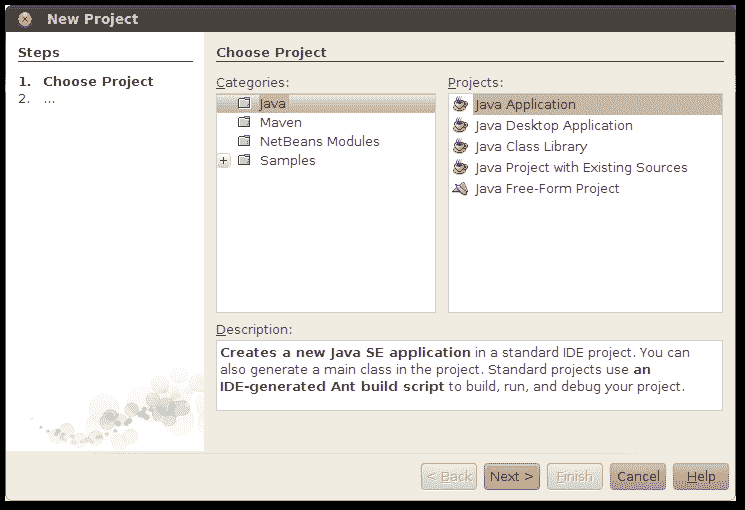 New Project
Steps
1. Choose Project
2. ...
Choose Project
Categories:
Java
Maven
NetBeans Modules
Samples
Projects:
Java Application
Java Desktop Application
Java Class Library
Java Project with Existing Sources
Java Free-Form Project
Description:
Creates a new Java SE application in a standard IDE project. You can
also generate a main class in the project. Standard projects use an
IDE-generated Ant build script to build, run, and debug your project.
< Back Next > Finish Cancel Help